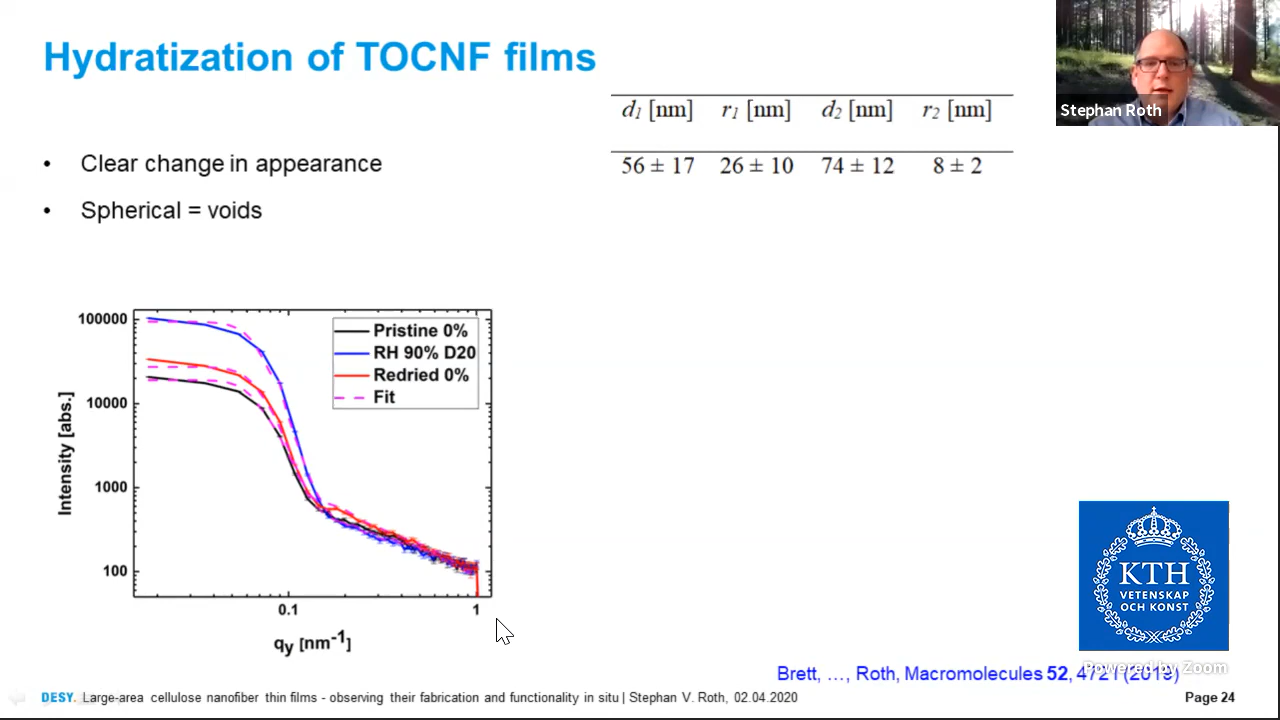 Hydratization of TOCNF films
Stephan Roth
d1 [nm] r1 [nm] d2 [nm] r2 [nm]
56 ± 17 26 ± 10 74 ± 12 8 ± 2
• Clear change in appearance
• Spherical = voids
Pristine 0%
RH 90% D20
Redried 0%
Fit
100000
10000
1000
100
Intensity [abs.]
0.1 1
qy [nm-1]
KTH
VETENSKAP
OCH KONST
Powered by Zoom
Brett, …, Roth, Macromolecules 52, (2019)
DESY. Large-area cellulose nanofiber thin films - observing their fabrication and functionality in situ | Stephan V. Roth, 02.04.2020
Page 24